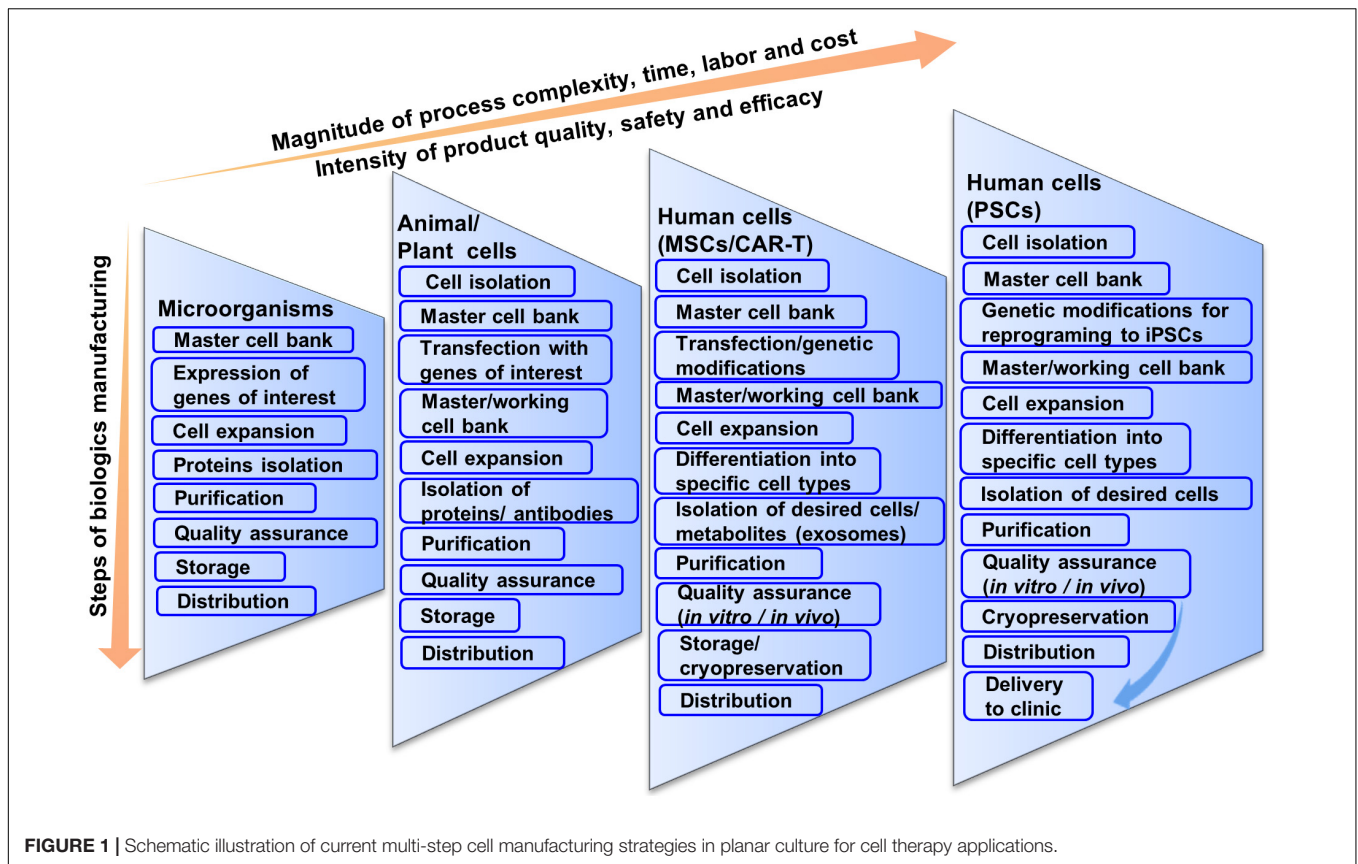 Magnitude of process complexity, time, labor and cost
Intensity of product quality, safety and efficacy
Steps of biologics manufacturing
Microorganisms
Master cell bank
Expression of
genes of interest
Cell expansion
Proteins isolation
Purification
Quality assurance
Storage
Distribution
Animal/
Plant cells
Cell isolation
Master cell bank
Transfection with
genes of interest
Master/working
cell bank
Cell expansion
Isolation of
proteins/ antibodies
Purification
Quality assurance
Storage
Distribution
Human cells
(MSCs/CAR-T)
Cell isolation
Master cell bank
Transfection/genetic
modifications
Master/working cell bank
Cell expansion
Differentiation into
specific cell types
Isolation of desired cells/
metabolites (exosomes)
Purification
Quality assurance
(in vitro / in vivo)
Storage/
cryopreservation
Distribution
Human cells
(PSCs)
Cell isolation
Master cell bank
Genetic modifications for
reprograming to iPSCs
Master/working cell bank
Cell expansion
Differentiation into
specific cell types
Isolation of desired cells
Purification
Quality assurance
(in vitro / in vivo)
Cryopreservation
Distribution
Delivery
to clinic
FIGURE 1 | Schematic illustration of current multi-step cell manufacturing strategies in planar culture for cell therapy applications.